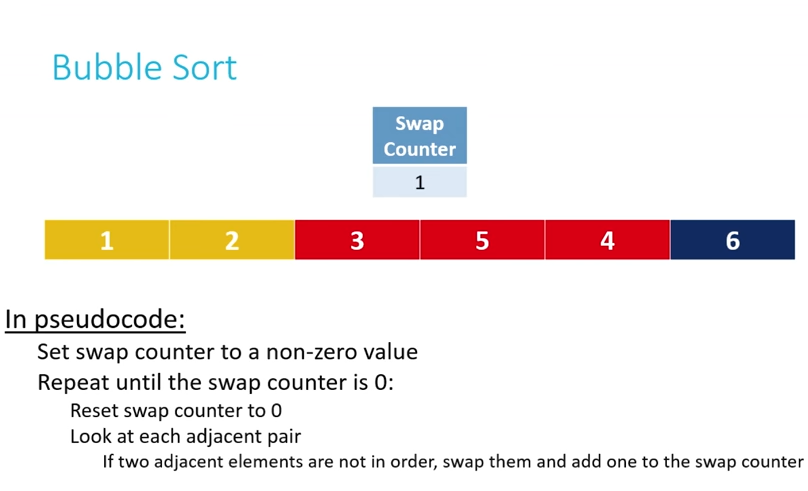 Bubble Sort
Swap
Counter
1
1 2 3 5 4 6
In pseudocode:
Set swap counter to a non-zero value
Repeat until the swap counter is 0:
Reset swap counter to 0
Look at each adjacent pair
If two adjacent elements are not in order, swap them and add one to the swap counter